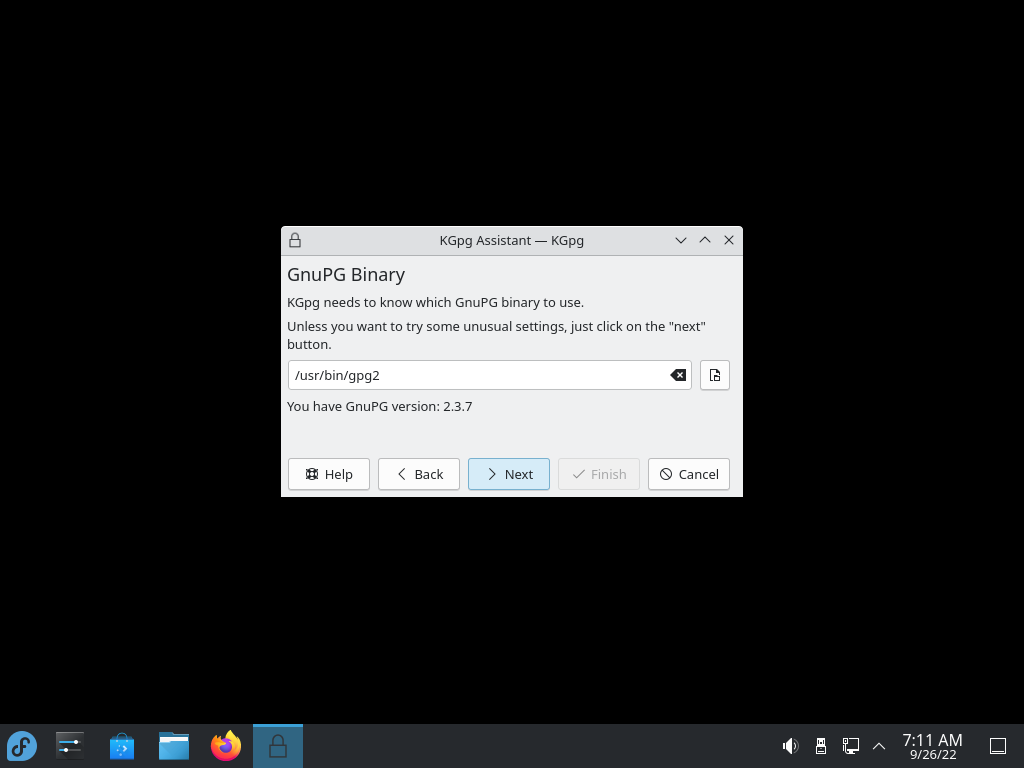 KGpg Assistant — KGpg
GnuPG Binary
KGpg needs to know which GnuPG binary to use.
Unless you want to try some unusual settings, just click on the "next"
button.
/usr/bin/gpg2
You have GnuPG version: 2.3.7
Help
Back
Next
Finish
Cancel
7:11 AM
9/26/22